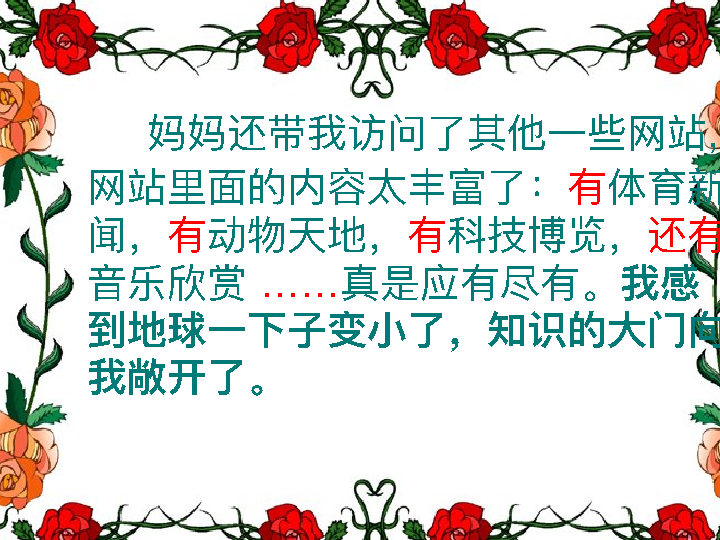 妈妈还带我访问了其他一些网站，
网站里面的内容太丰富了：有体育新
闻，有动物天地，有科技博览，还有
音乐欣赏 ……真是应有尽有。我感
到地球一下子变小了，知识的大门向
我敞开了。